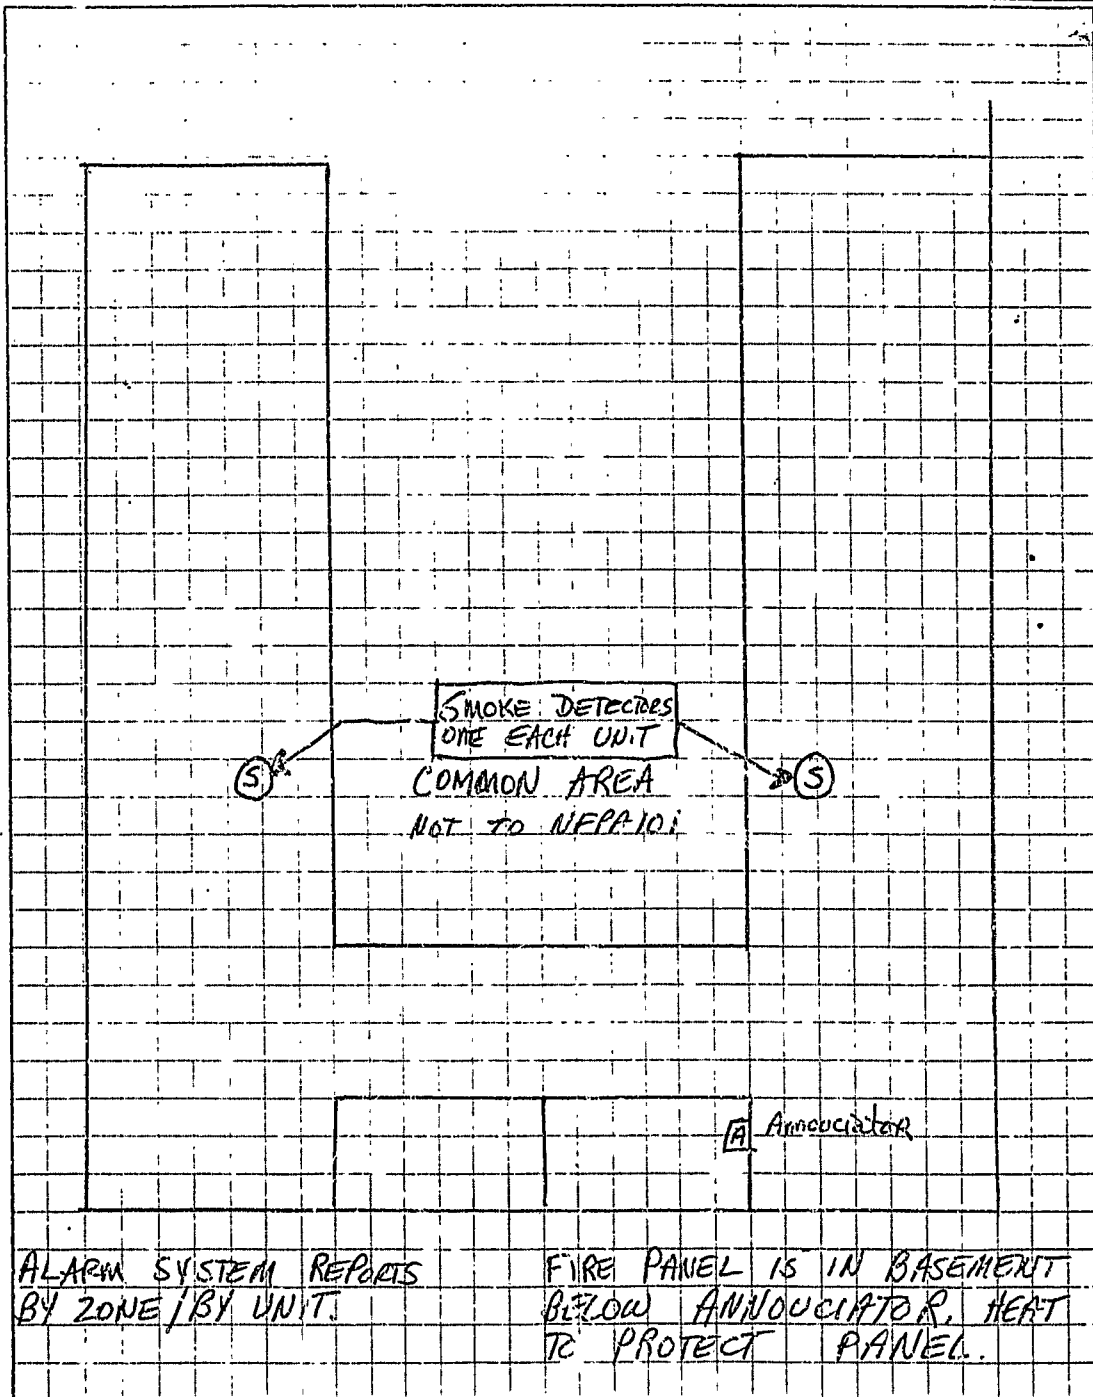 SMOKE DETECTORS
ONE EACH UNIT
S
S
COMMON AREA
NOT TO NFPA 101
A
Annouciator
ALARM SYSTEM REPORTS
BY ZONE / BY UNIT.
FIRE PANEL IS IN BASEMENT
BELOW ANNOUCIATOR, HEAT
TO PROTECT PANEL.